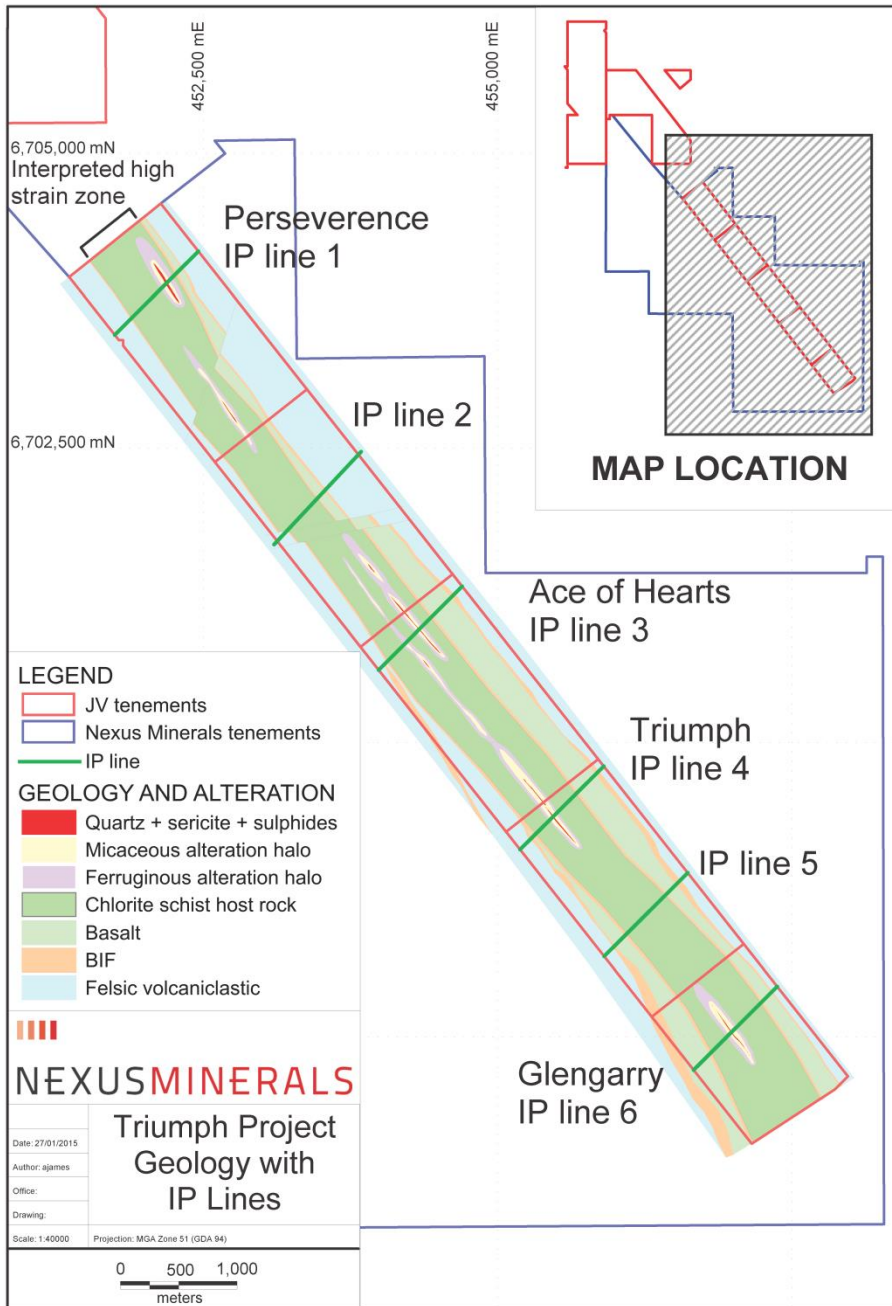 452,500 mE
455,000 mE
6,705,000 mN
Interpreted high
strain zone
Perseverence
IP line 1
IP line 2
6,702,500 mN
MAP LOCATION
Ace of Hearts
IP line 3
Triumph
IP line 4
IP line 5
Glengarry
IP line 6
LEGEND
JV tenements
Nexus Minerals tenements
IP line
GEOLOGY AND ALTERATION
Quartz + sericite + sulphides
Micaceous alteration halo
Ferruginous alteration halo
Chlorite schist host rock
Basalt
BIF
Felsic volcaniclastic
NEXUSMINERALS
Triumph Project
Geology with
IP Lines
Date: 27/01/2015
Author: ajames
Office:
Drawing:
Scale: 1:40000
Projection: MGA Zone 51 (GDA 94)
0 500 1,000
meters